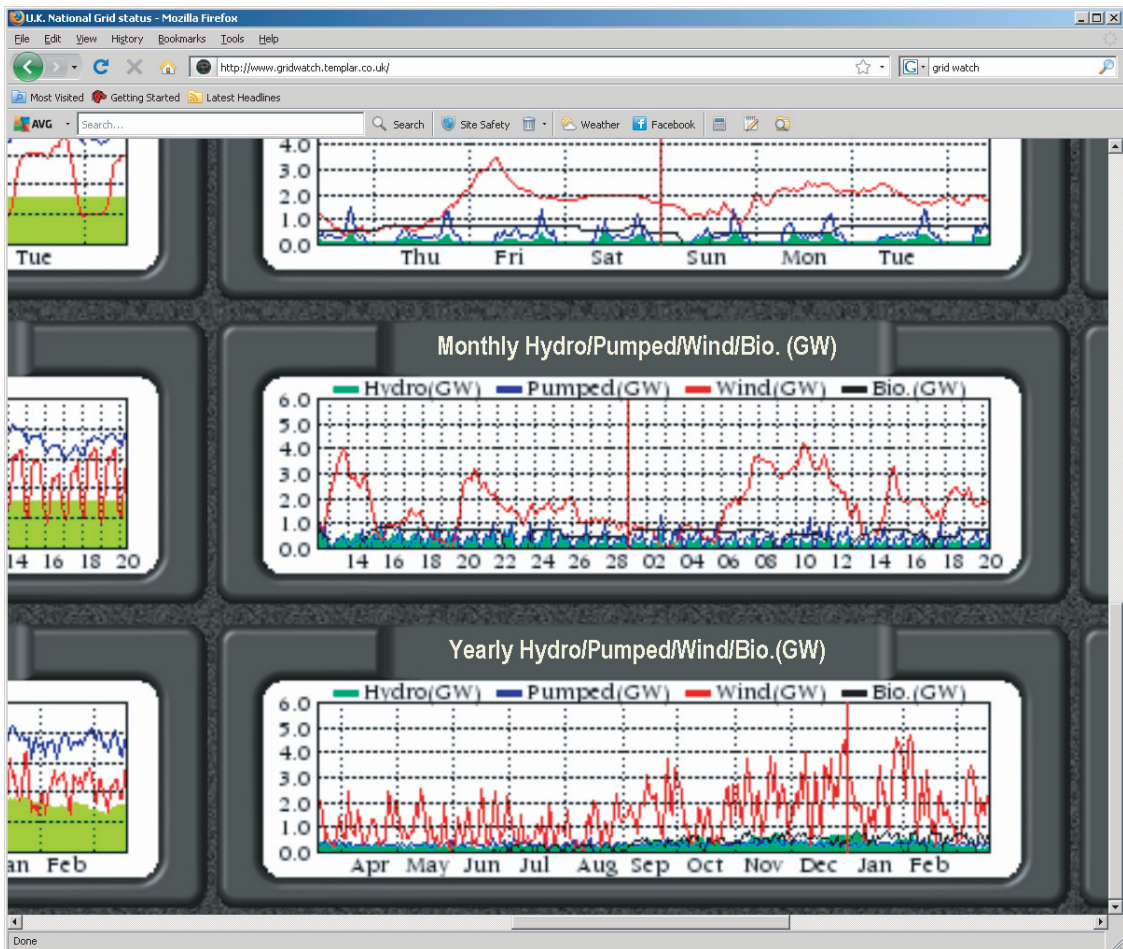 U.K. National Grid status - Mozilla Firefox
File Edit View History Bookmarks Tools Help
http://www.gridwatch.templar.co.uk/ G grid watch
Most Visited Getting Started Latest Headlines
AVG Search... Search Site Safety Weather Facebook
4.0
3.0
2.0
1.0
0.0
Tue Thu Fri Sat Sun Mon Tue
Monthly Hydro/Pumped/Wind/Bio. (GW)
Hydro(GW) Pumped(GW) Wind(GW) Bio.(GW)
6.0
5.0
4.0
3.0
2.0
1.0
0.0
14 16 18 20 14 16 18 20 22 24 26 28 02 04 06 08 10 12 14 16 18 20
Yearly Hydro/Pumped/Wind/Bio.(GW)
Hydro(GW) Pumped(GW) Wind(GW) Bio.(GW)
6.0
5.0
4.0
3.0
2.0
1.0
0.0
an Feb Apr May Jun Jul Aug Sep Oct Nov Dec Jan Feb
Done